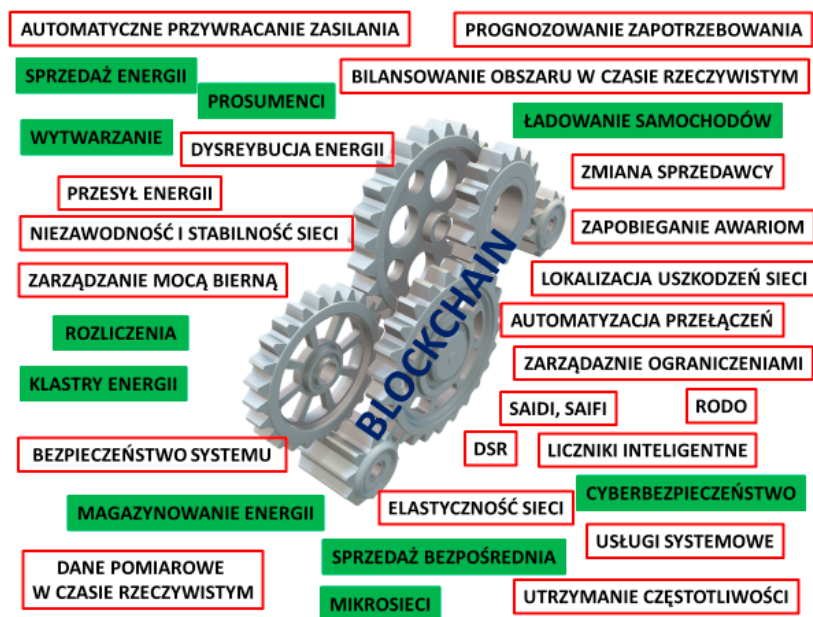 AUTOMATYCZNE PRZYWRACANIE ZASILANIA
PROGNOZOWANIE ZAPOTRZEBOWANIA
SPRZEDAŻ ENERGII
BILANSOWANIE OBSZARU W CZASIE RZECZYWISTYM
PROSUMENCI
ŁADOWANIE SAMOCHODÓW
WYTWARZANIE
DYSREYBUCJA ENERGII
ZMIANA SPRZEDAWCY
PRZESYŁ ENERGII
ZAPOBIEGANIE AWARIOM
NIEZAWODNOŚĆ I STABILNOŚĆ SIECI
ZARZĄDZANIE MOCĄ BIERNĄ
LOKALIZACJA USZKODZEŃ SIECI
BLOCKCHAIN
ROZLICZENIA
AUTOMATYZACJA PRZEŁĄCZEŃ
ZARZĄDAZNIE OGRANICZENIAMI
KLASTRY ENERGII
SAIDI, SAIFI
RODO
BEZPIECZEŃSTWO SYSTEMU
DSR
LICZNIKI INTELIGENTNE
CYBERBEZPIECZEŃSTWO
MAGAZYNOWANIE ENERGII
ELASTYCZNOŚĆ SIECI
USŁUGI SYSTEMOWE
SPRZEDAŻ BEZPOŚREDNIA
DANE POMIAROWE
W CZASIE RZECZYWISTYM
MIKROSIECI
UTRZYMANIE CZĘSTOTLIWOŚCI